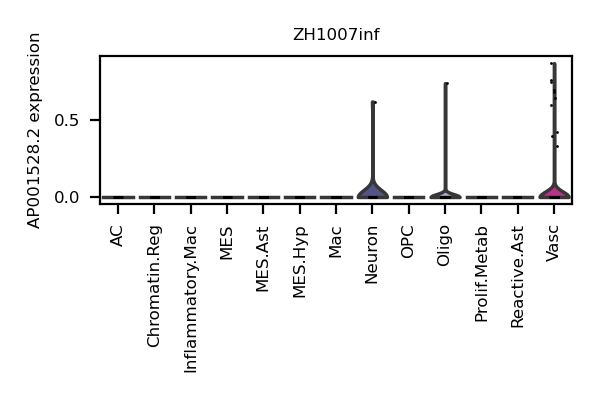 ZH1007inf
AP001528.2 expression
0.5
0.0
AC
Chromatin.Reg
Inflammatory.Mac
MES
MES.Ast
MES.Hyp
Mac
Neuron
OPC
Oligo
Prolif.Metab
Reactive.Ast
Vasc